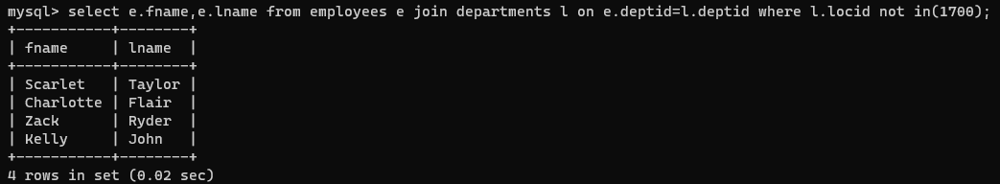 mysql> select e.fname,e.lname from employees e join departments l on e.deptid=l.deptid where l.locid not in(1700);
+-----------+--------+
| fname     | lname  |
+-----------+--------+
| Scarlet   | Taylor |
| Charlotte | Flair  |
| Zack      | Ryder  |
| Kelly     | John   |
+-----------+--------+
4 rows in set (0.02 sec)